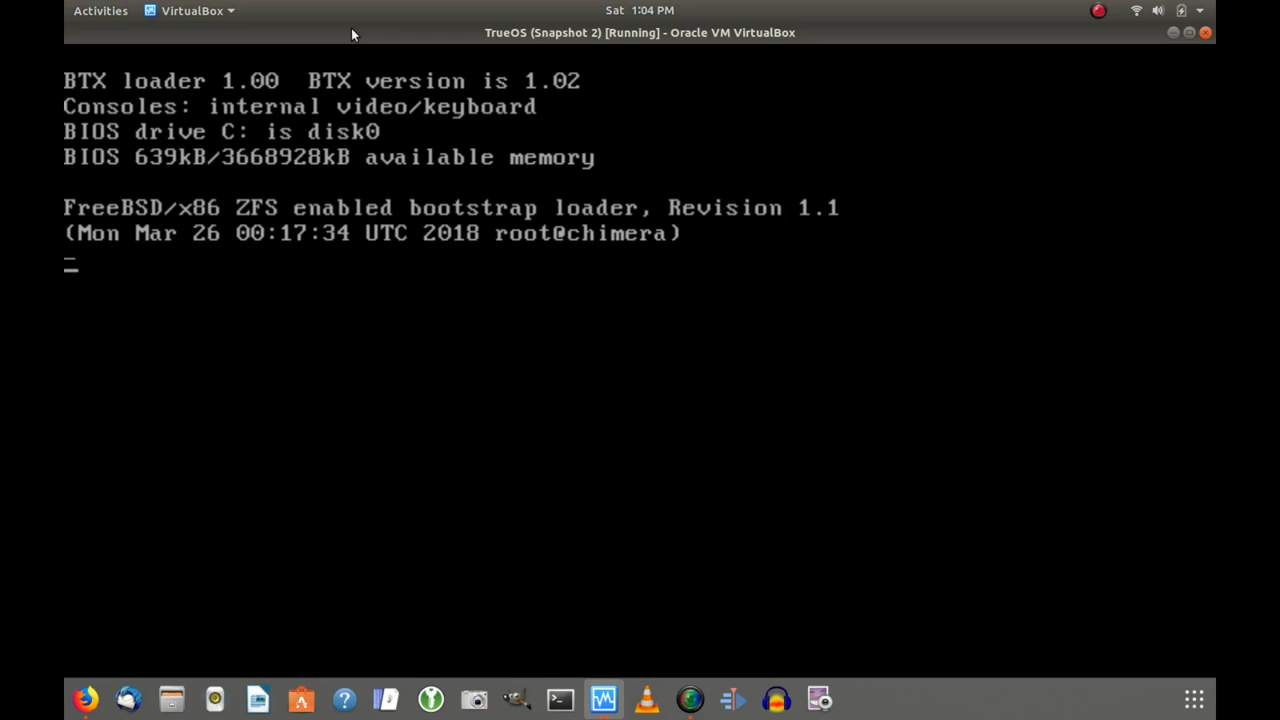 Activities VirtualBox Sat 1:04 PM
TrueOS (Snapshot 2) [Running] - Oracle VM VirtualBox
BTX loader 1.00 BTX version is 1.02
Consoles: internal video/keyboard
BIOS drive C: is disk0
BIOS 639kB/3668928kB available memory
FreeBSD/x86 ZFS enabled bootstrap loader, Revision 1.1
(Mon Mar 26 00:17:34 UTC 2018 root@chimera)